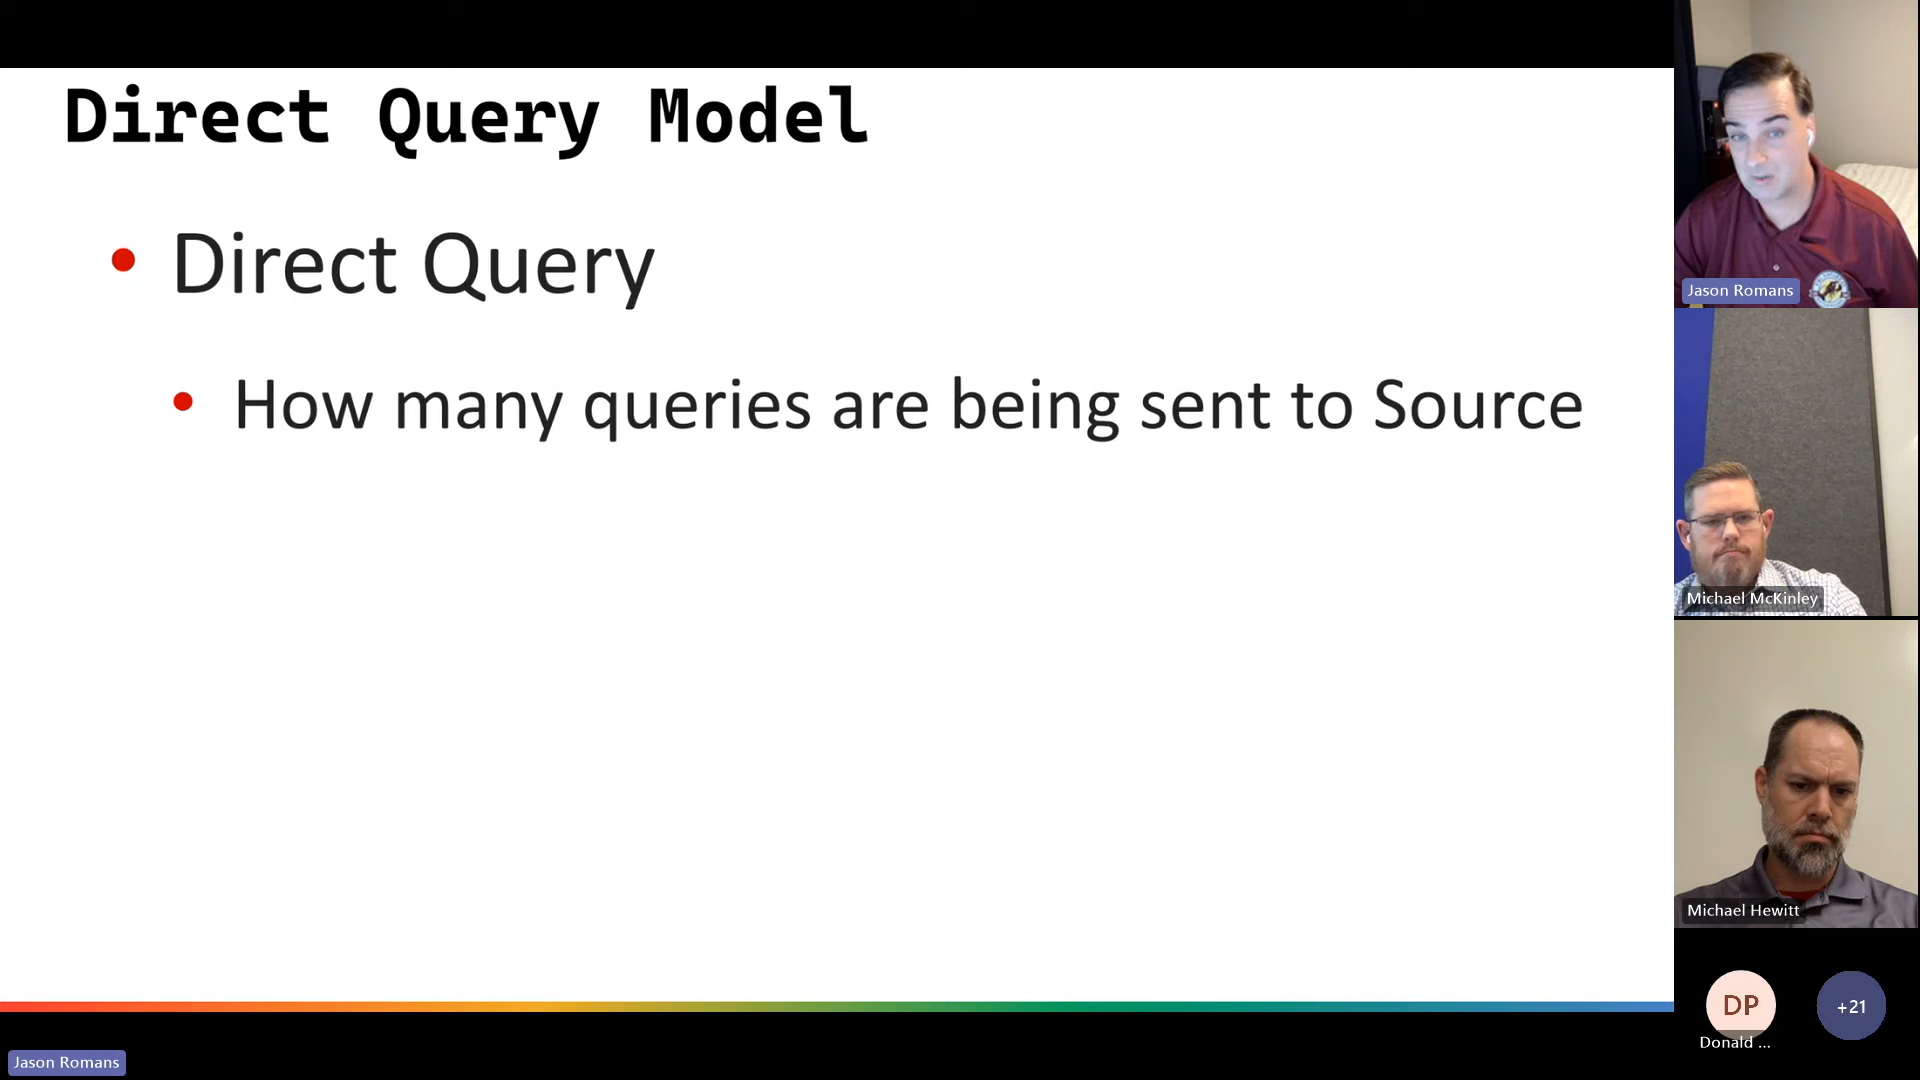 Direct Query Model
Direct Query
How many queries are being sent to Source
Jason Romans
Michael McKinley
Michael Hewitt
DP
Donald ...
+21
Jason Romans